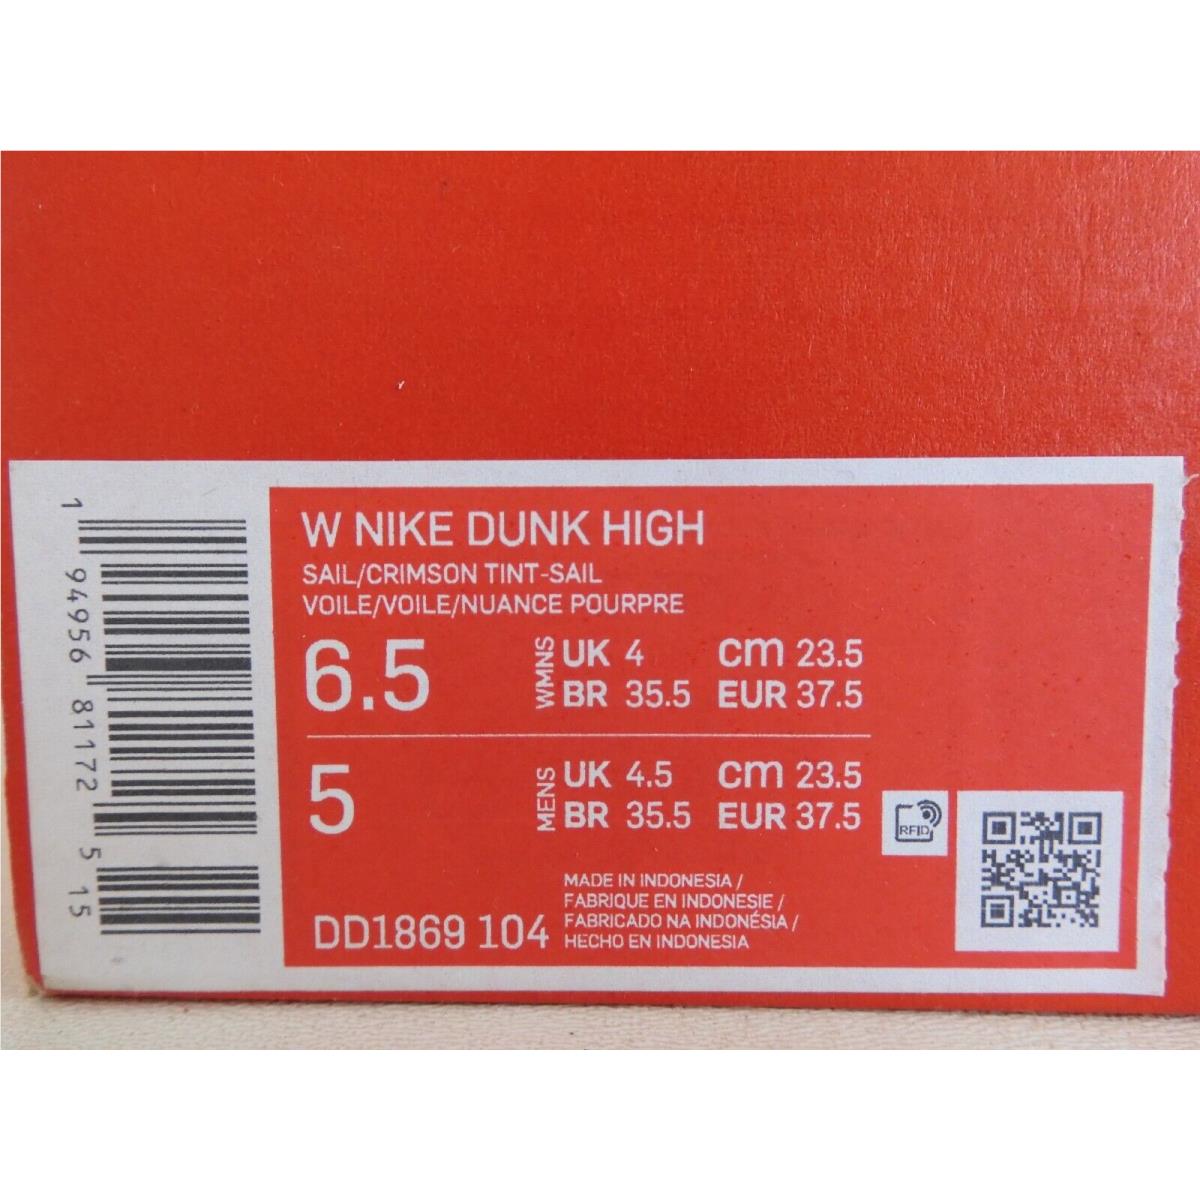 W NIKE DUNK HIGH
SAIL/CRIMSON TINT-SAIL
VOILE/VOILE/NUANCE POURPRE
6.5 WMNS UK 4 cm 23.5
BR 35.5 EUR 37.5
5 MENS UK 4.5 cm 23.5
BR 35.5 EUR 37.5
RFID
MADE IN INDONESIA /
FABRIQUE EN INDONESIE /
FABRICADO NA INDONÉSIA /
HECHO EN INDONESIA
DD1869 104
1 94956 81172 5 15